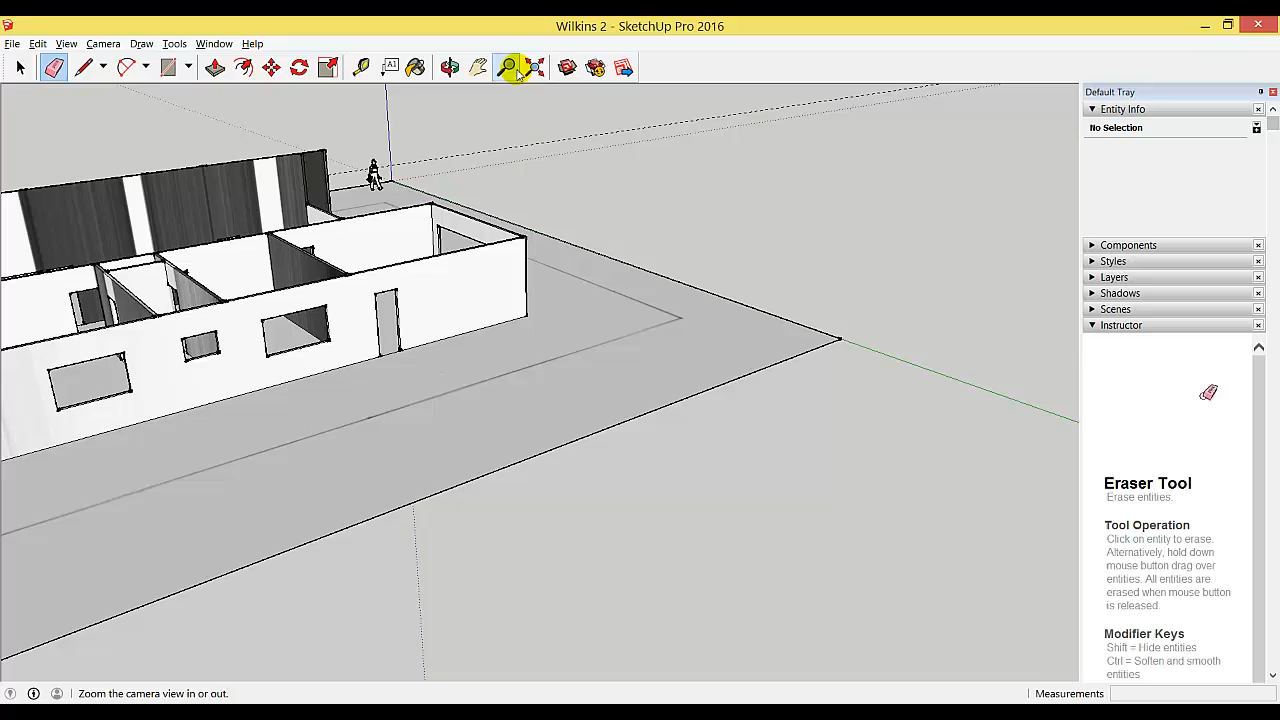 Wilkins 2 - SketchUp Pro 2016
File Edit View Camera Draw Tools Window Help
A1
Default Tray
Entity Info
No Selection
Components
Styles
Layers
Shadows
Scenes
Instructor
Eraser Tool
Erase entities.
Tool Operation
Click on entity to erase.
Alternatively, hold down
mouse button drag over
entities. All entities are
erased when mouse button
is released.
Modifier Keys
Shift = Hide entities
Ctrl = Soften and smooth
entities
Zoom the camera view in or out.
Measurements